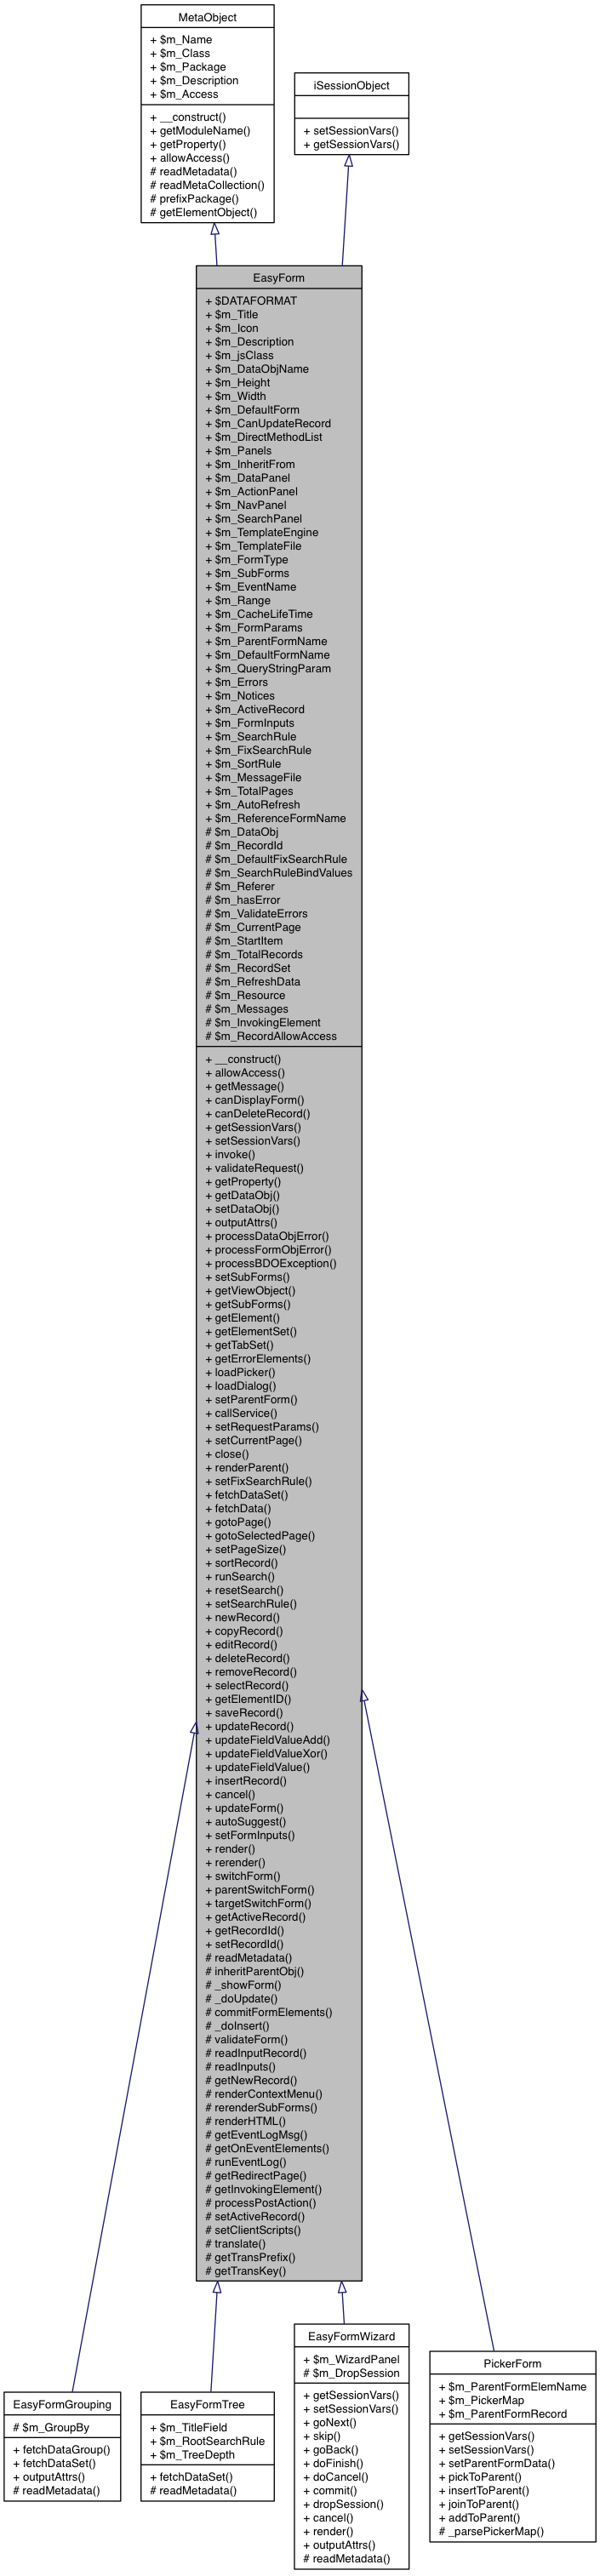 MetaObject
+ $m_Name
+ $m_Class
+ $m_Package
+ $m_Description
+ $m_Access
+ __construct()
+ getModuleName()
+ getProperty()
+ allowAccess()
# readMetadata()
# readMetaCollection()
# prefixPackage()
# getElementObject()
iSessionObject
+ setSessionVars()
+ getSessionVars()
EasyForm
+ $DATAFORMAT
+ $m_Title
+ $m_Icon
+ $m_Description
+ $m_jsClass
+ $m_DataObjName
+ $m_Height
+ $m_Width
+ $m_DefaultForm
+ $m_CanUpdateRecord
+ $m_DirectMethodList
+ $m_Panels
+ $m_InheritFrom
+ $m_DataPanel
+ $m_ActionPanel
+ $m_NavPanel
+ $m_SearchPanel
+ $m_TemplateEngine
+ $m_TemplateFile
+ $m_FormType
+ $m_SubForms
+ $m_EventName
+ $m_Range
+ $m_CacheLifeTime
+ $m_FormParams
+ $m_ParentFormName
+ $m_DefaultFormName
+ $m_QueryStringParam
+ $m_Errors
+ $m_Notices
+ $m_ActiveRecord
+ $m_FormInputs
+ $m_SearchRule
+ $m_FixSearchRule
+ $m_SortRule
+ $m_MessageFile
+ $m_TotalPages
+ $m_AutoRefresh
+ $m_ReferenceFormName
# $m_DataObj
# $m_RecordId
# $m_DefaultFixSearchRule
# $m_SearchRuleBindValues
# $m_Referer
# $m_hasError
# $m_ValidateErrors
# $m_CurrentPage
# $m_StartItem
# $m_TotalRecords
# $m_RecordSet
# $m_RefreshData
# $m_Resource
# $m_Messages
# $m_InvokingElement
# $m_RecordAllowAccess
+ __construct()
+ allowAccess()
+ getMessage()
+ canDisplayForm()
+ canDeleteRecord()
+ getSessionVars()
+ setSessionVars()
+ invoke()
+ validateRequest()
+ getProperty()
+ getDataObj()
+ setDataObj()
+ outputAttrs()
+ processDataObjError()
+ processFormObjError()
+ processBDOException()
+ setSubForms()
+ getViewObject()
+ getSubForms()
+ getElement()
+ getElementSet()
+ getTabSet()
+ getErrorElements()
+ loadPicker()
+ loadDialog()
+ setParentForm()
+ callService()
+ setRequestParams()
+ setCurrentPage()
+ close()
+ renderParent()
+ setFixSearchRule()
+ fetchDataSet()
+ fetchData()
+ gotoPage()
+ gotoSelectedPage()
+ setPageSize()
+ sortRecord()
+ runSearch()
+ resetSearch()
+ setSearchRule()
+ newRecord()
+ copyRecord()
+ editRecord()
+ deleteRecord()
+ removeRecord()
+ selectRecord()
+ getElementID()
+ saveRecord()
+ updateRecord()
+ updateFieldValueAdd()
+ updateFieldValueXor()
+ updateFieldValue()
+ insertRecord()
+ cancel()
+ updateForm()
+ autoSuggest()
+ setFormInputs()
+ render()
+ rerender()
+ switchForm()
+ parentSwitchForm()
+ targetSwitchForm()
+ getActiveRecord()
+ getRecordId()
+ setRecordId()
# readMetadata()
# inheritParentObj()
# _showForm()
# _doUpdate()
# commitFormElements()
# _doInsert()
# validateForm()
# readInputRecord()
# readInputs()
# getNewRecord()
# renderContextMenu()
# rerenderSubForms()
# renderHTML()
# getEventLogMsg()
# getOnEventElements()
# runEventLog()
# getRedirectPage()
# getInvokingElement()
# processPostAction()
# setActiveRecord()
# setClientScripts()
# translate()
# getTransPrefix()
# getTransKey()
EasyFormGrouping
# $m_GroupBy
+ fetchDataGroup()
+ fetchDataSet()
+ outputAttrs()
# readMetadata()
EasyFormTree
+ $m_TitleField
+ $m_RootSearchRule
+ $m_TreeDepth
+ fetchDataSet()
# readMetadata()
EasyFormWizard
+ $m_WizardPanel
# $m_DropSession
+ getSessionVars()
+ setSessionVars()
+ goNext()
+ skip()
+ goBack()
+ doFinish()
+ doCancel()
+ commit()
+ dropSession()
+ cancel()
+ render()
+ outputAttrs()
# readMetadata()
PickerForm
+ $m_ParentFormElemName
+ $m_PickerMap
+ $m_ParentFormRecord
+ getSessionVars()
+ setSessionVars()
+ setParentFormData()
+ pickToParent()
+ insertToParent()
+ joinToParent()
+ addToParent()
# _parsePickerMap()